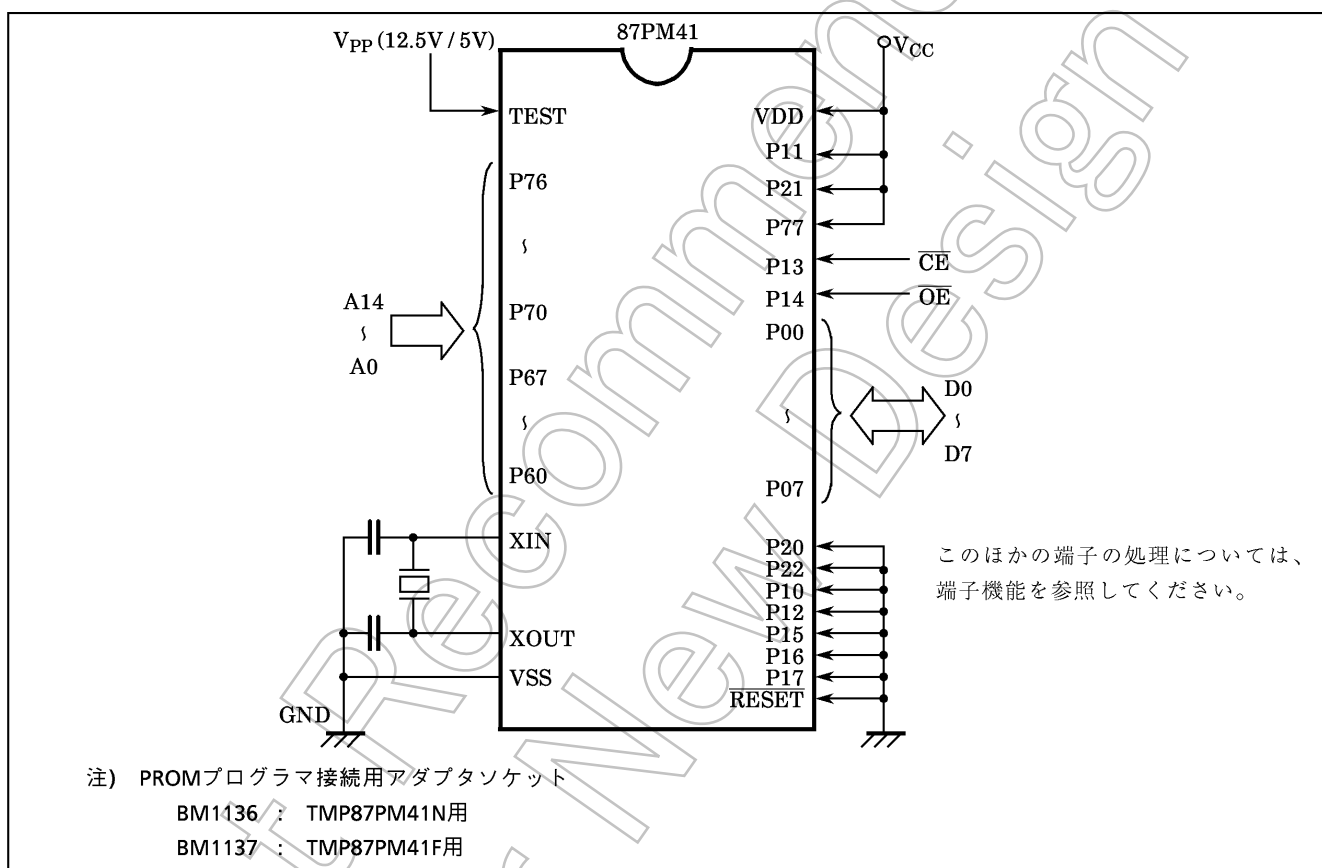 87PM41
VPP (12.5V / 5V)
VCC
TEST
VDD
P11
P76
P21
P77
~
P13
CE
P14
OE
A14
~
A0
P70
P00
P67
~
~
D0
~
D7
P60
P07
XIN
P20
P22
P10
P12
XOUT
P15
P16
VSS
P17
RESET
GND
このほかの端子の処理については、
端子機能を参照してください。
注) PROMプログラマ接続用アダプタソケット
BM1136 : TMP87PM41N用
BM1137 : TMP87PM41F用
t Recommen
r New Design